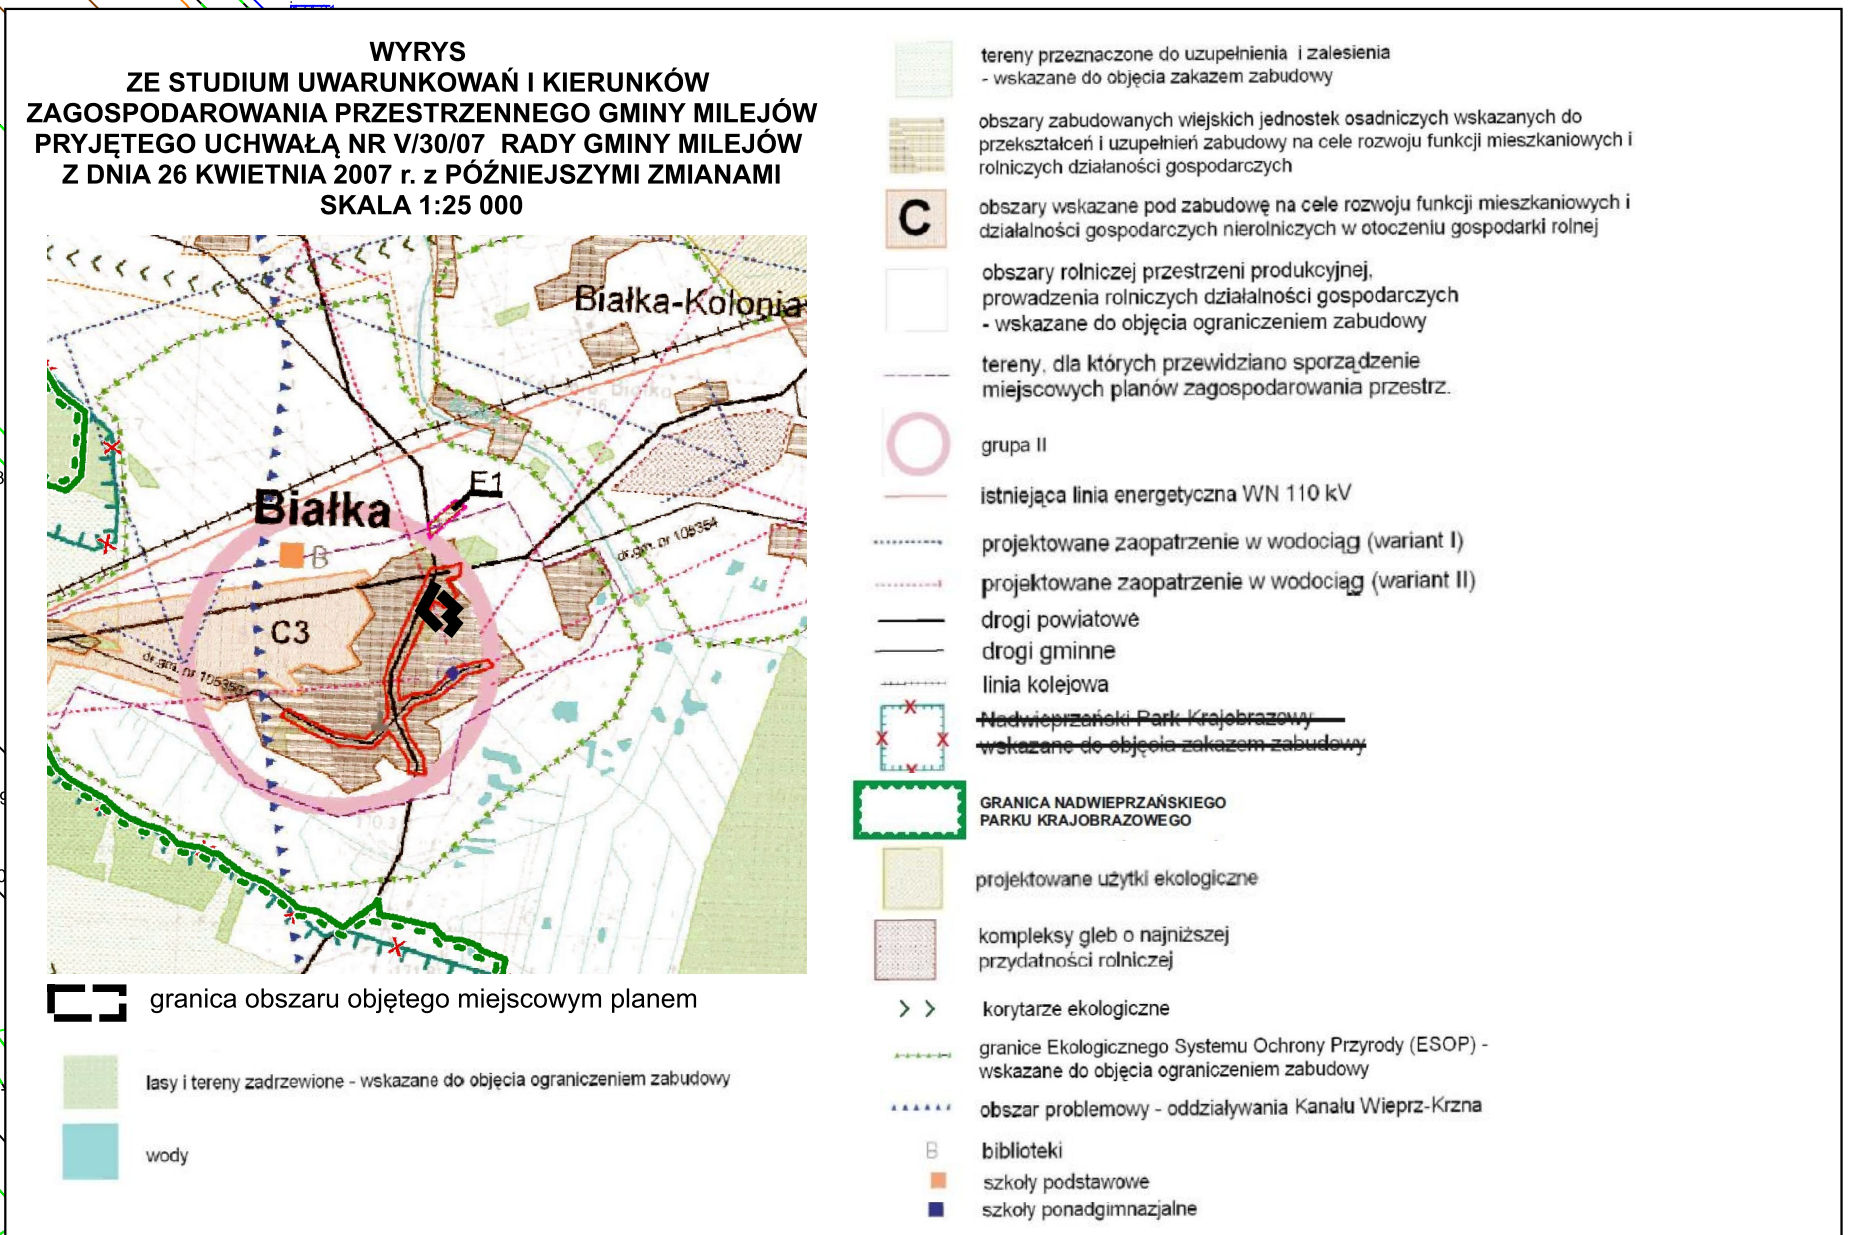 WYRYS
ZE STUDIUM UWARUNKOWAŃ I KIERUNKÓW
ZAGOSPODAROWANIA PRZESTRZENNEGO GMINY MILEJÓW
PRYJĘTEGO UCHWAŁĄ NR V/30/07 RADY GMINY MILEJÓW
Z DNIA 26 KWIETNIA 2007 r. z PÓŹNIEJSZYMI ZMIANAMI
SKALA 1:25 000
Białka-Kolonia
E1
Białka
B
dr.gm. nr 105354
C3
dr.gm. nr
granica obszaru objętego miejscowym planem
lasy i tereny zadrzewione - wskazane do objęcia ograniczeniem zabudowy
wody
tereny przeznaczone do uzupełnienia i zalesienia
- wskazane do objęcia zakazem zabudowy
obszary zabudowanych wiejskich jednostek osadniczych wskazanych do
przekształceń i uzupełnień zabudowy na cele rozwoju funkcji mieszkaniowych i
rolniczych działaności gospodarczych
C
obszary wskazane pod zabudowę na cele rozwoju funkcji mieszkaniowych i
działalności gospodarczych nierolniczych w otoczeniu gospodarki rolnej
obszary rolniczej przestrzeni produkcyjnej,
prowadzenia rolniczych działalności gospodarczych
- wskazane do objęcia ograniczeniem zabudowy
tereny, dla których przewidziano sporządzenie
miejscowych planów zagospodarowania przestrz.
grupa II
istniejąca linia energetyczna WN 110 kV
projektowane zaopatrzenie w wodociąg (wariant I)
projektowane zaopatrzenie w wodociąg (wariant II)
drogi powiatowe
drogi gminne
linia kolejowa
Nadwieprzański Park Krajobrazowy
wskazane do objęcia zakazem zabudowy
GRANICA NADWIEPRZAŃSKIEGO
PARKU KRAJOBRAZOWEGO
projektowane użytki ekologiczne
kompleksy gleb o najniższej
przydatności rolniczej
korytarze ekologiczne
granice Ekologicznego Systemu Ochrony Przyrody (ESOP) -
wskazane do objęcia ograniczeniem zabudowy
obszar problemowy - oddziaływania Kanału Wieprz-Krzna
B biblioteki
szkoły podstawowe
szkoły ponadgimnazjalne